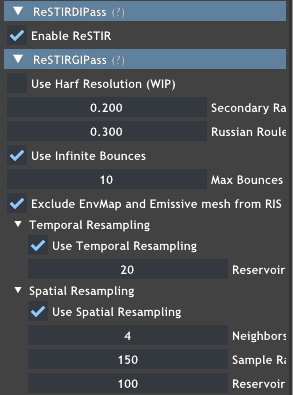 ReSTIRDIPass (?)
Enable ReSTIR
ReSTIRGIPass (?)
Use Harf Resolution (WIP)
0.200 Secondary Ra
0.300 Russian Roule
Use Infinite Bounces
10 Max Bounces
Exclude EnvMap and Emissive mesh from RIS
Temporal Resampling
Use Temporal Resampling
20 Reservoir
Spatial Resampling
Use Spatial Resampling
4 Neighbors
150 Sample Ra
100 Reservoir